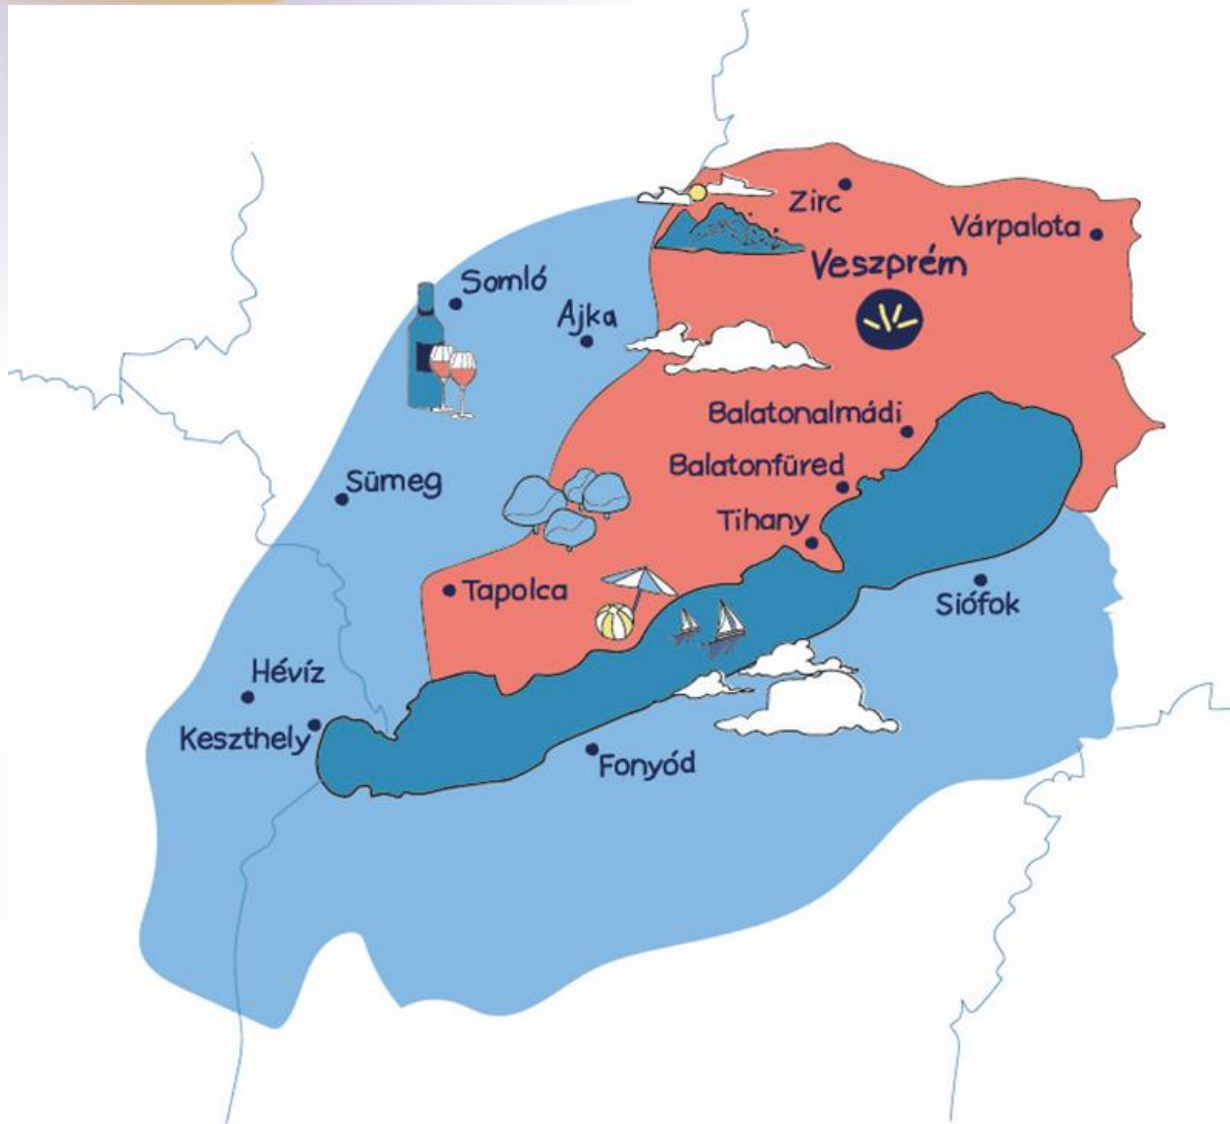 Zirc
Várpalota
Veszprém
Somló
Ajka
Balatonalmádi
Balatonfüred
Sümeg
Tihany
Tapolca
Siófok
Hévíz
Keszthely
Fonyód